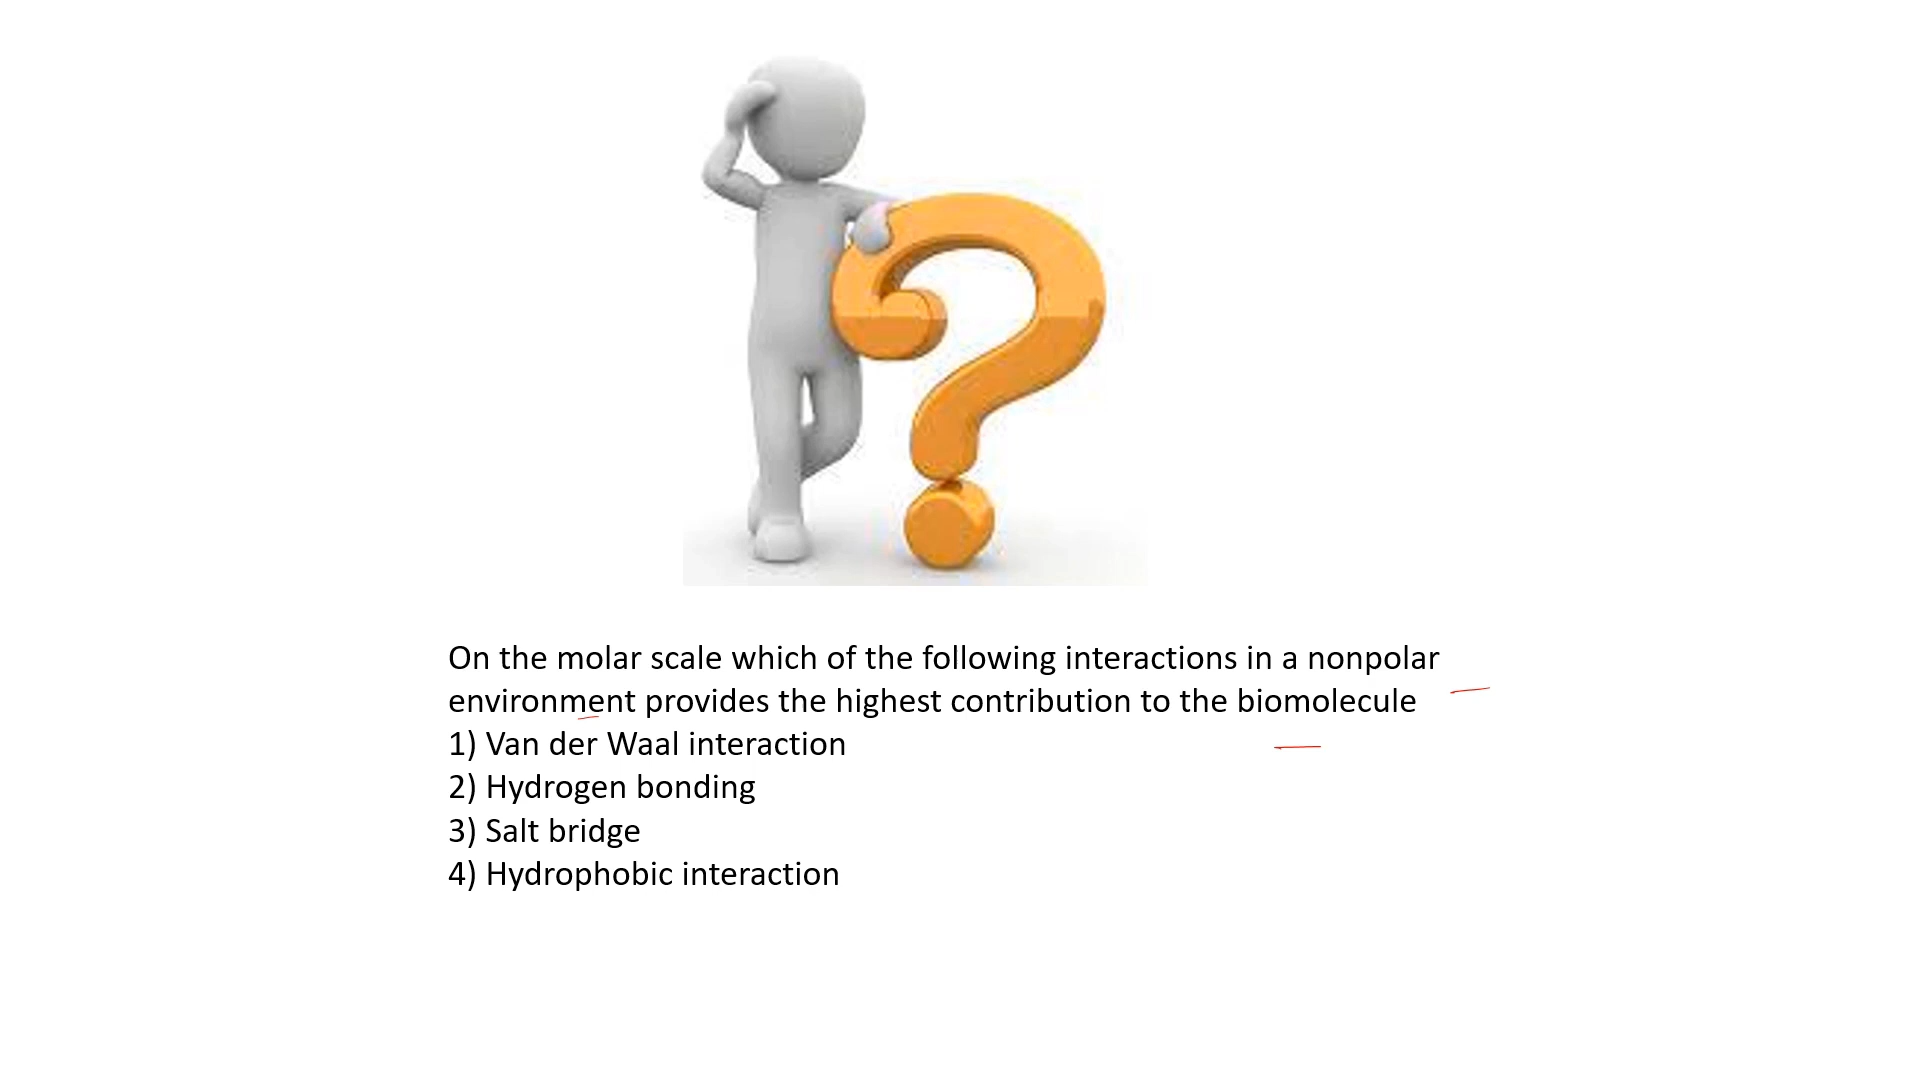 On the molar scale which of the following interactions in a nonpolar
environment provides the highest contribution to the biomolecule
1) Van der Waal interaction
2) Hydrogen bonding
3) Salt bridge
4) Hydrophobic interaction